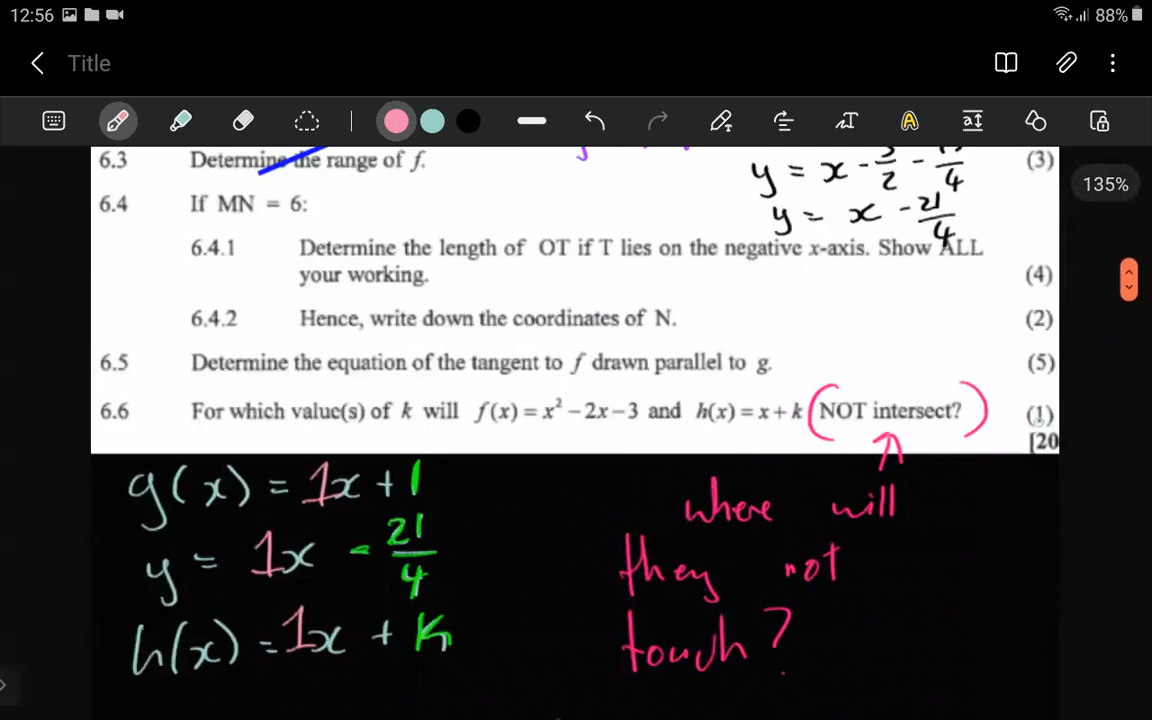 12:56 88%
Title
135%
6.3 Determine the range of f. (3)
y = x - 21/4
6.4 If MN = 6:
6.4.1 Determine the length of OT if T lies on the negative x-axis. Show ALL
your working. (4)
6.4.2 Hence, write down the coordinates of N. (2)
6.5 Determine the equation of the tangent to f drawn parallel to g. (5)
6.6 For which value(s) of k will f(x) = x² – 2x – 3 and h(x) = x + k (NOT intersect?) (1)
[20
g(x) = 1x + 1
y = 1x - 21/4
h(x) = 1x + k
where will
they not
touch?